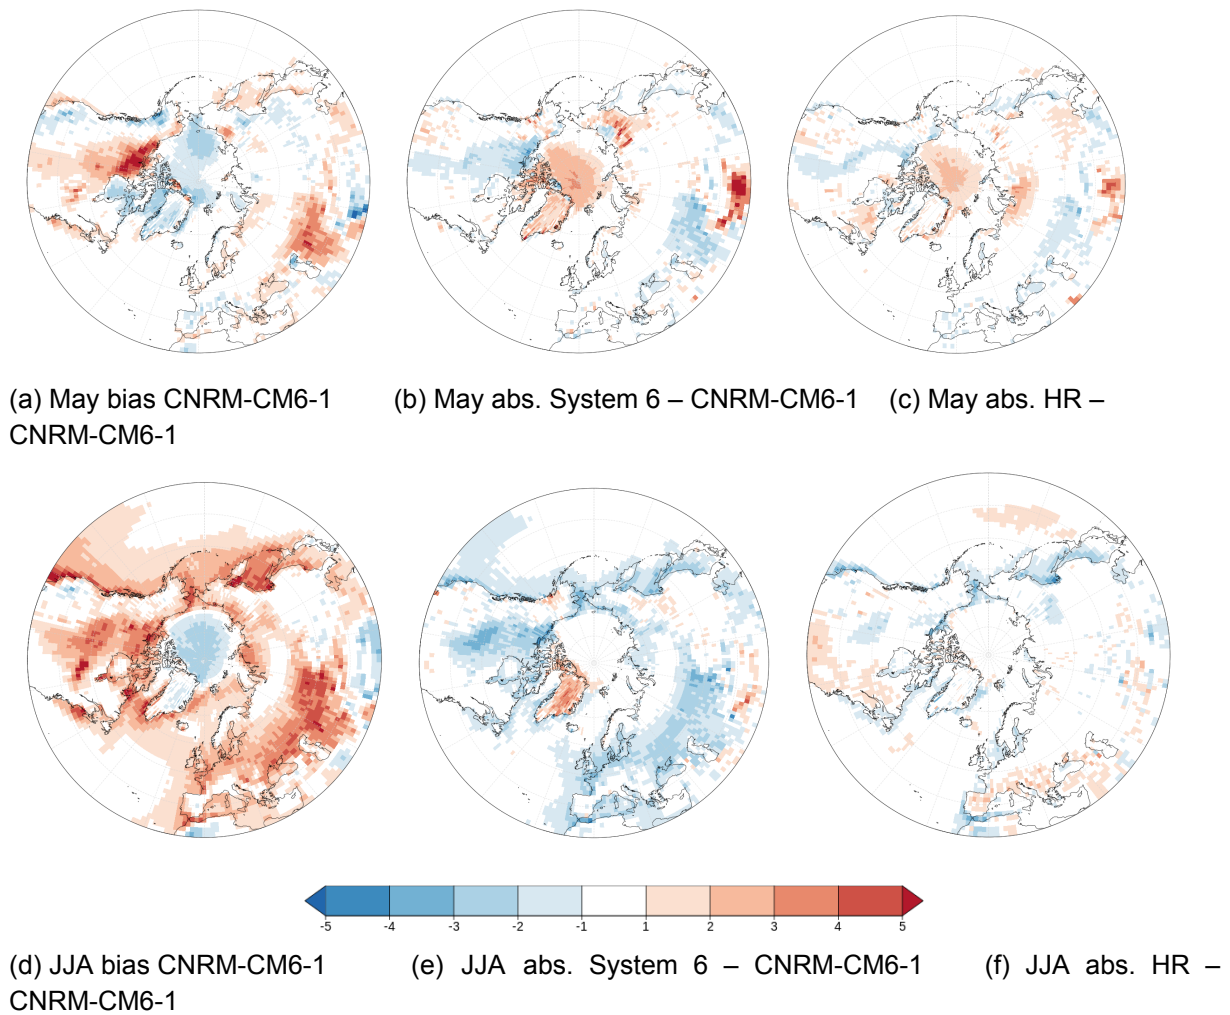 (a) May bias CNRM-CM6-1 (b) May abs. System 6 – CNRM-CM6-1 (c) May abs. HR –
CNRM-CM6-1
-5 -4 -3 -2 -1 1 2 3 4 5
(d) JJA bias CNRM-CM6-1 (e) JJA abs. System 6 – CNRM-CM6-1 (f) JJA abs. HR –
CNRM-CM6-1